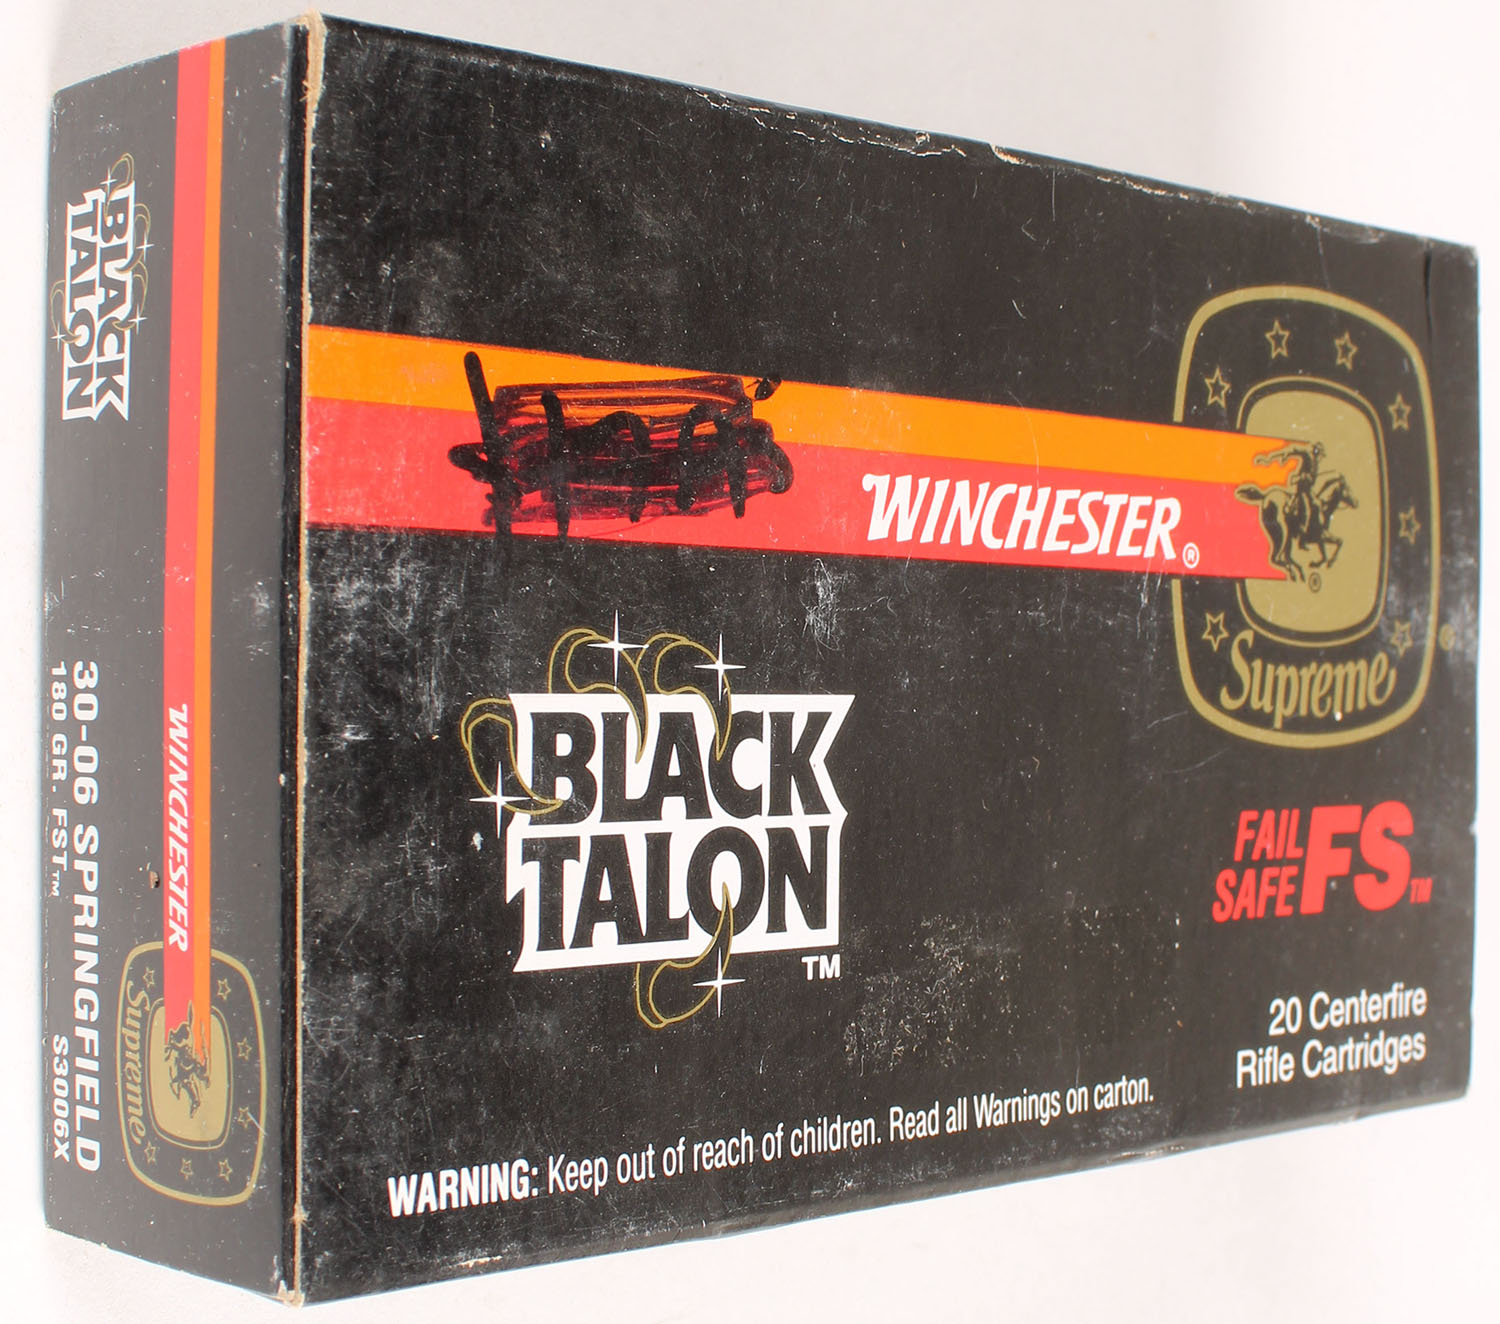 BLACK
TALON
WINCHESTER
Supreme
30-06 SPRINGFIELD
180 GR. FST™ S3006X
WINCHESTER®
®
Supreme
®
BLACK
TALON
TM
FAIL
SAFE FS™
20 Centerfire
Rifle Cartridges
WARNING: Keep out of reach of children. Read all Warnings on carton.